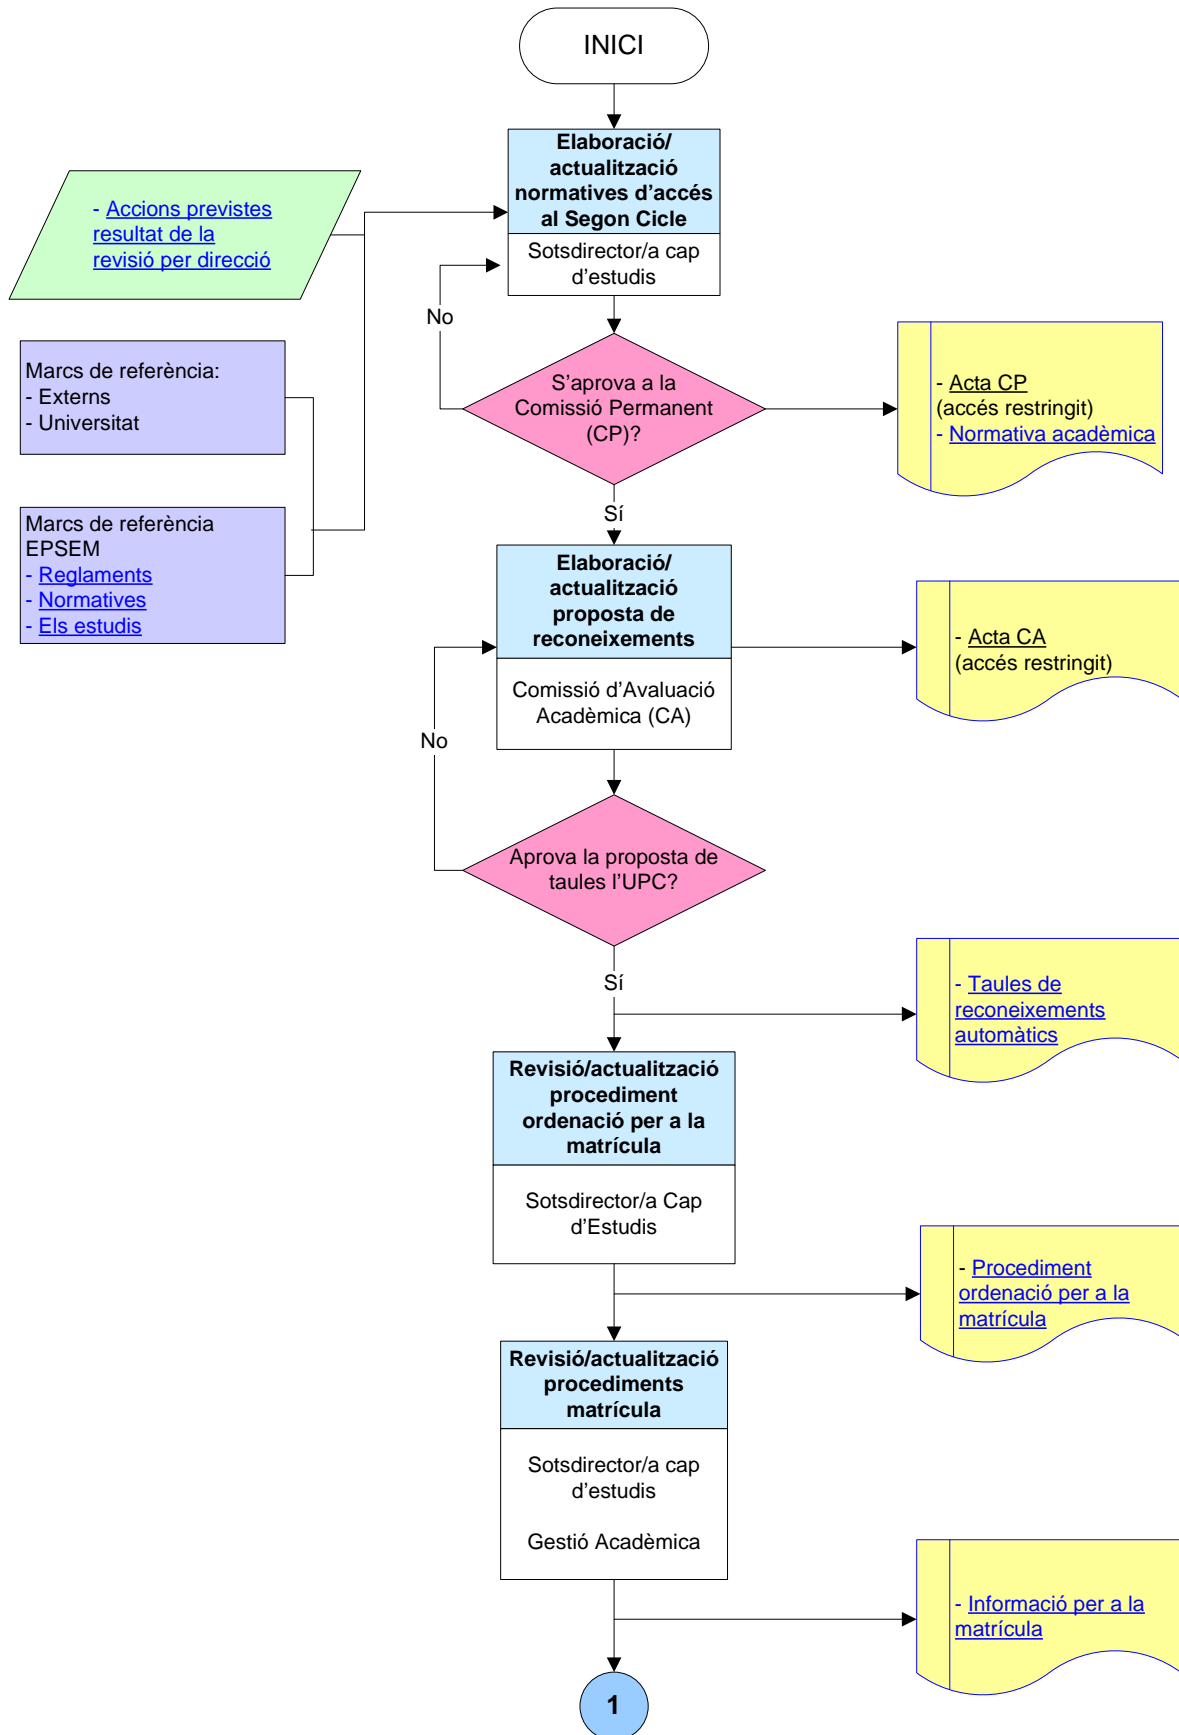 INICI
Elaboració/
actualització
normatives d'accés
al Segon Cicle
Sotsdirector/a cap
d'estudis
- Accions previstes
resultat de la
revisió per direcció
Marcs de referència:
- Externs
- Universitat
Marcs de referència
EPSEM
- Reglaments
- Normatives
- Els estudis
No
S'aprova a la
Comissió Permanent
(CP)?
- Acta CP
(accés restringit)
- Normativa acadèmica
Sí
Elaboració/
actualització
proposta de
reconeixements
Comissió d'Avaluació
Acadèmica (CA)
- Acta CA
(accés restringit)
No
Aprova la proposta de
taules l'UPC?
Sí
- Taules de
reconeixements
automàtics
Revisió/actualització
procediment
ordenació per a la
matrícula
Sotsdirector/a Cap
d'Estudis
- Procediment
ordenació per a la
matrícula
Revisió/actualització
procediments
matrícula
Sotsdirector/a cap
d'estudis
Gestió Acadèmica
- Informació per a la
matrícula
1